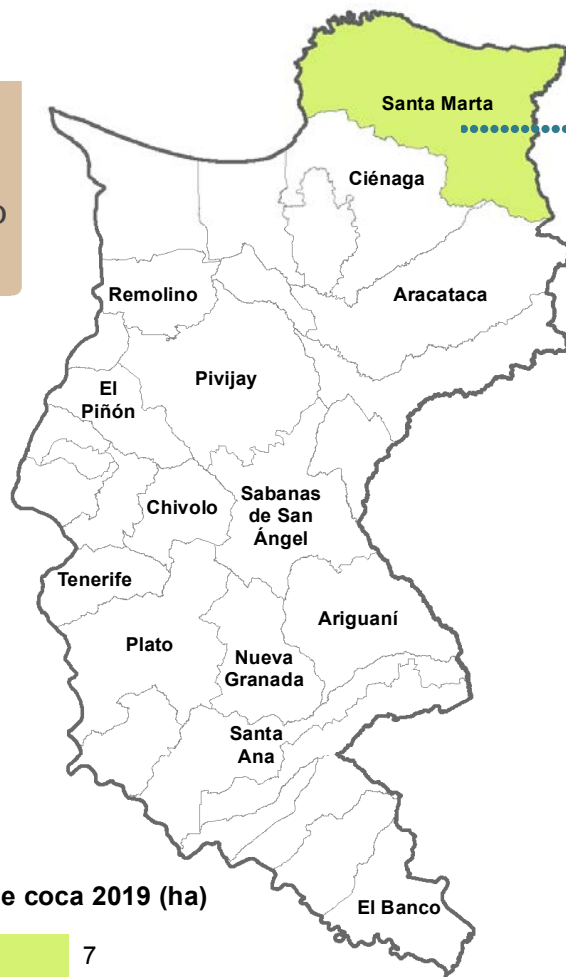 Santa Marta
Ciénaga
o
Remolino
Aracataca
Pivijay
El
Piñón
Chivolo
Sabanas
de San
Ángel
Tenerife
Ariguaní
Plato
Nueva
Granada
Santa
Ana
e coca 2019 (ha)
El Banco
7